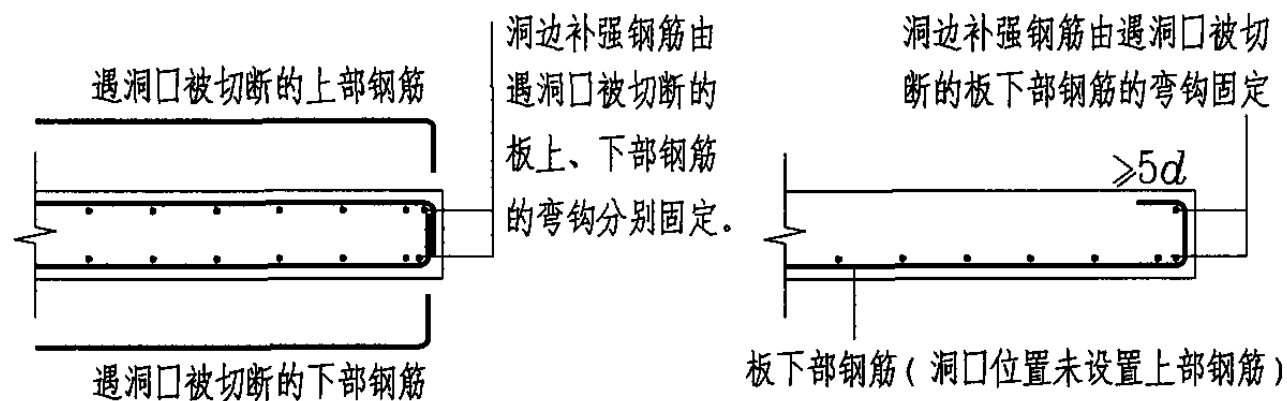 遇洞口被切断的上部钢筋
洞边补强钢筋由
遇洞口被切断的
板上、下部钢筋
的弯钩分别固定。
遇洞口被切断的下部钢筋
洞边补强钢筋由遇洞口被切
断的板下部钢筋的弯钩固定
≥5d
板下部钢筋(洞口位置未设置上部钢筋)